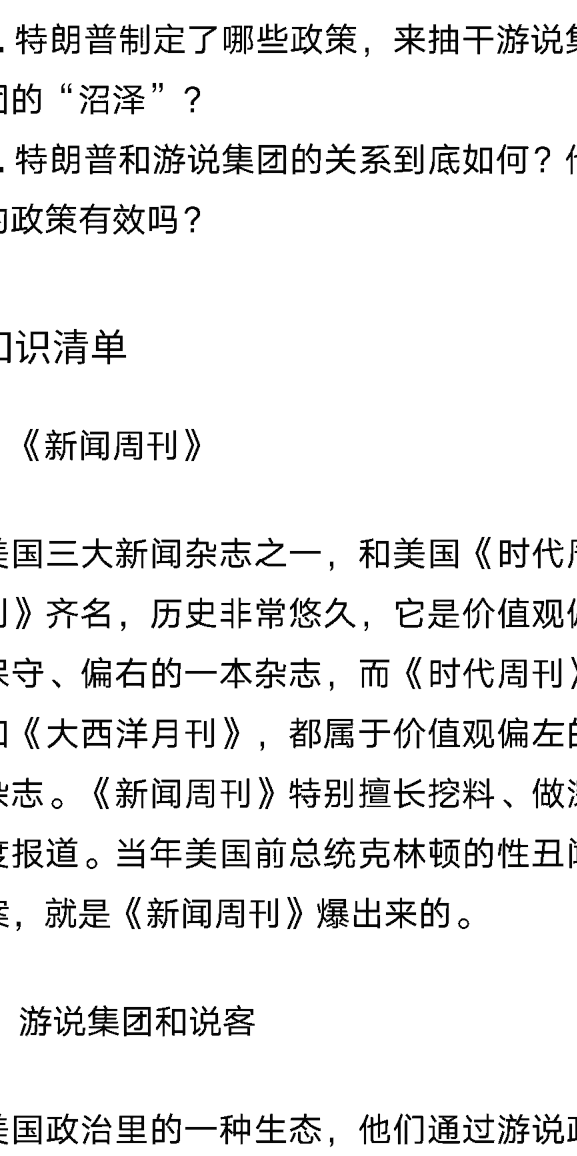 . 特朗普制定了哪些政策，来抽干游说集
团的“沼泽”？
. 特朗普和游说集团的关系到底如何？他
的政策有效吗？
知识清单
《新闻周刊》
美国三大新闻杂志之一，和美国《时代周
刊》齐名，历史非常悠久，它是价值观偏
保守、偏右的一本杂志，而《时代周刊》
和《大西洋月刊》，都属于价值观偏左的
杂志。《新闻周刊》特别擅长挖料、做深
度报道。当年美国前总统克林顿的性丑闻
案，就是《新闻周刊》爆出来的。
游说集团和说客
美国政治里的一种生态，他们通过游说政